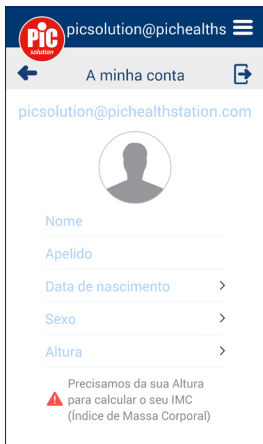 PiC
solution
picsolution@pichealths
A minha conta
picsolution@pichealthstation.com
Nome
Apelido
Data de nascimento
Sexo
Altura
Precisamos da sua Altura
para calcular o seu IMC
(Índice de Massa Corporal)